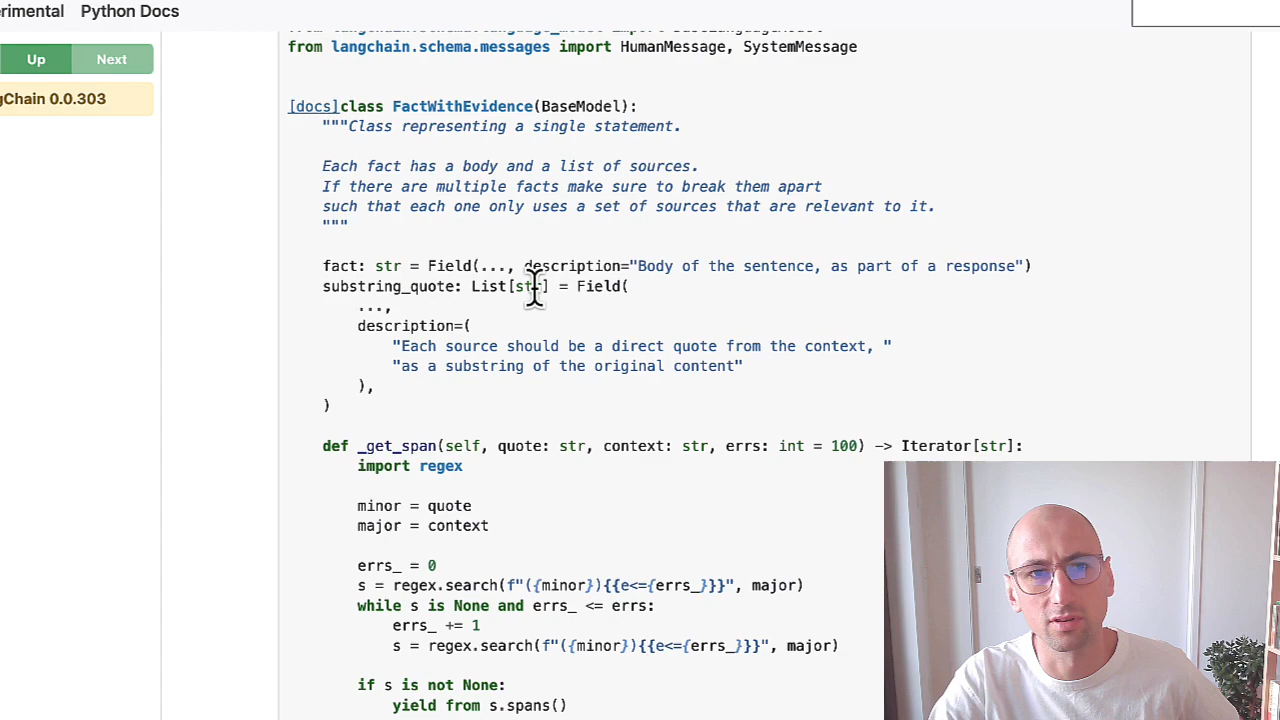 erimental Python Docs
Up Next
gChain 0.0.303
from langchain.schema.messages import HumanMessage, SystemMessage
[docs]class FactWithEvidence(BaseModel):
"""Class representing a single statement.
Each fact has a body and a list of sources.
If there are multiple facts make sure to break them apart
such that each one only uses a set of sources that are relevant to it.
"""
fact: str = Field(..., description="Body of the sentence, as part of a response")
substring_quote: List[str] = Field(
...,
description=(
"Each source should be a direct quote from the context, "
"as a substring of the original content"
),
)
def _get_span(self, quote: str, context: str, errs: int = 100) -> Iterator[str]:
import regex
minor = quote
major = context
errs_ = 0
s = regex.search(f"({minor}){{e<={errs_}}}", major)
while s is None and errs_ <= errs:
errs_ += 1
s = regex.search(f"({minor}){{e<={errs_}}}", major)
if s is not None:
yield from s.spans()